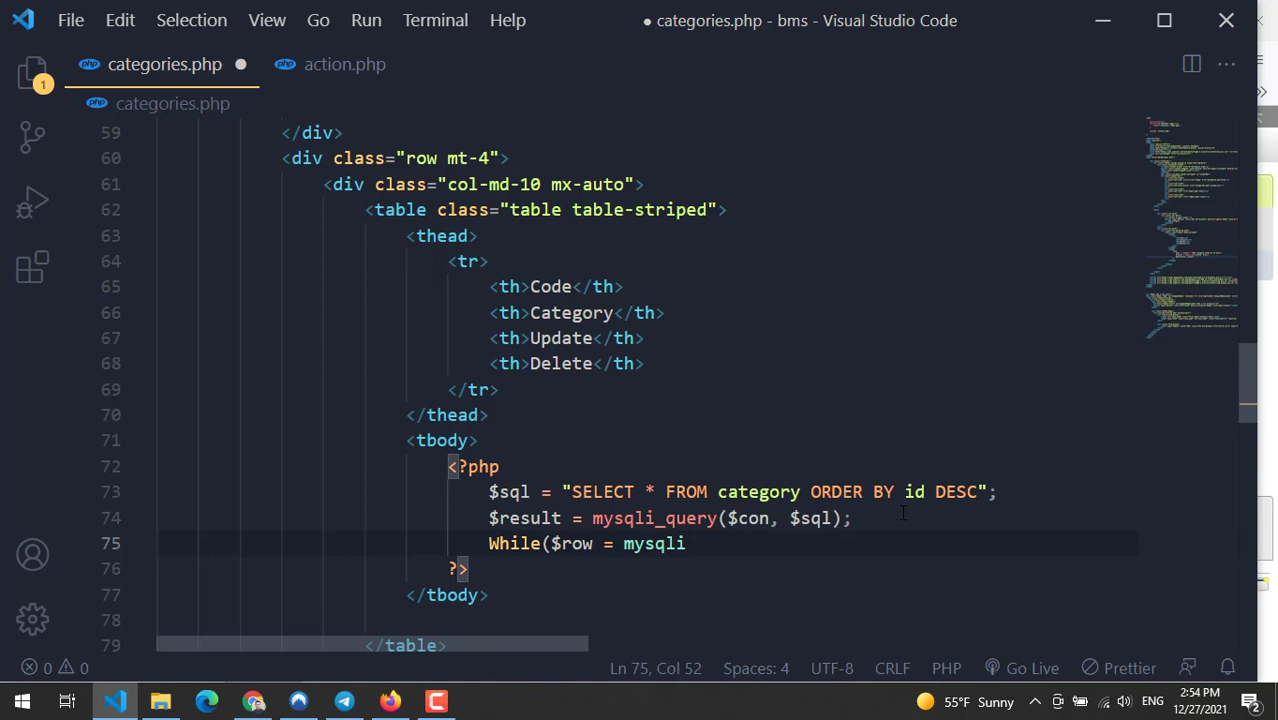 File Edit Selection View Go Run Terminal Help ● categories.php - bms - Visual Studio Code
categories.php ● action.php
categories.php
59 </div>
60 <div class="row mt-4">
61 <div class="col-md-10 mx-auto">
62 <table class="table table-striped">
63 <thead>
64 <tr>
65 <th>Code</th>
66 <th>Category</th>
67 <th>Update</th>
68 <th>Delete</th>
69 </tr>
70 </thead>
71 <tbody>
72 <?php
73 $sql = "SELECT * FROM category ORDER BY id DESC";
74 $result = mysqli_query($con, $sql);
75 While($row = mysqli
76 ?>
77 </tbody>
78
79 </table>
1
0 0 Ln 75, Col 52 Spaces: 4 UTF-8 CRLF PHP Go Live Prettier
55°F Sunny ENG 2:54 PM
12/27/2021 2